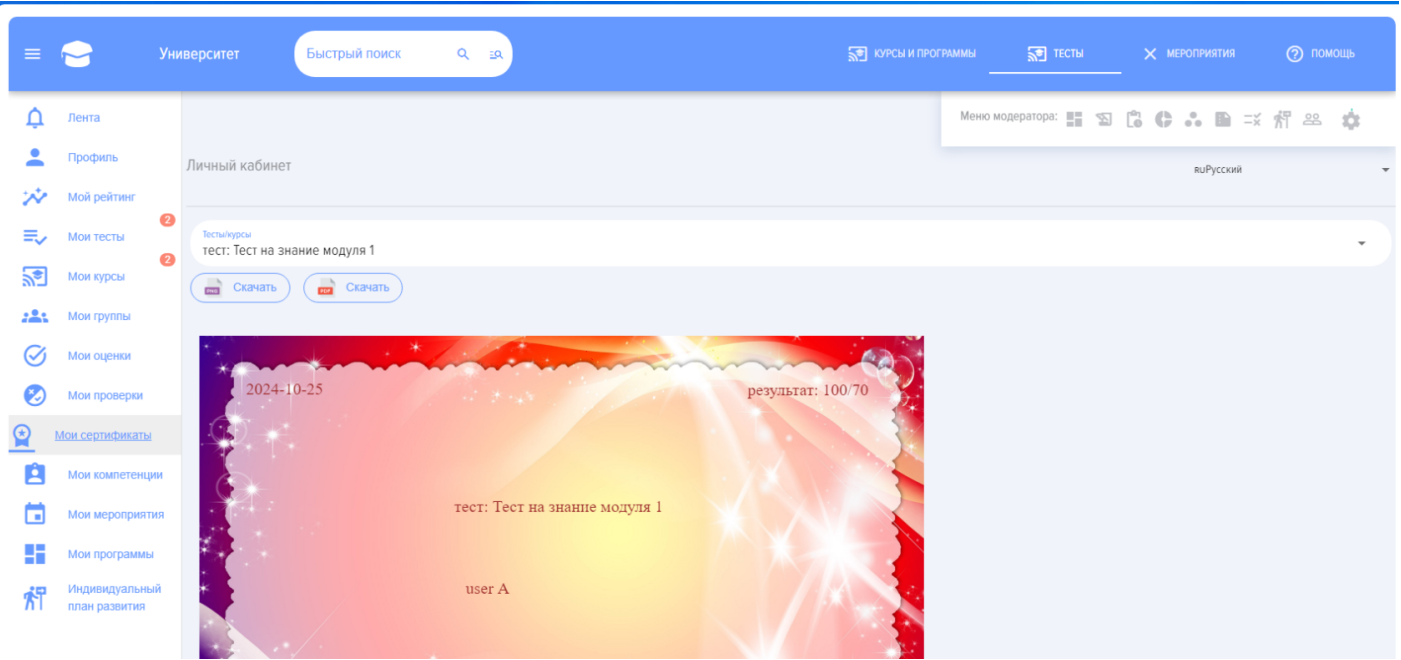 Университет
Быстрый поиск
КУРСЫ И ПРОГРАММЫ
ТЕСТЫ
МЕРОПРИЯТИЯ
ПОМОЩЬ
Меню модератора:
Лента
Профиль
Мой рейтинг
2
Мои тесты
2
Мои курсы
Мои группы
Мои оценки
Мои проверки
Мои сертификаты
Мои компетенции
Мои мероприятия
Мои программы
Индивидуальный
план развития
Личный кабинет
ruРусский
Тесты/курсы
тест: Тест на знание модуля 1
PNG Скачать
PDF Скачать
2024-10-25
результат: 100/70
тест: Тест на знание модуля 1
user A